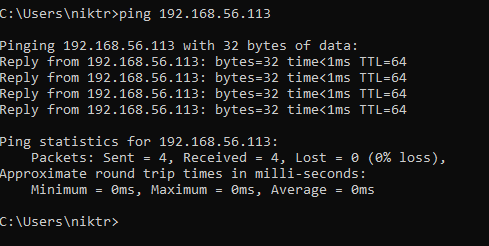 C:\Users\niktr>ping 192.168.56.113
Pinging 192.168.56.113 with 32 bytes of data:
Reply from 192.168.56.113: bytes=32 time<1ms TTL=64
Reply from 192.168.56.113: bytes=32 time<1ms TTL=64
Reply from 192.168.56.113: bytes=32 time<1ms TTL=64
Reply from 192.168.56.113: bytes=32 time<1ms TTL=64
Ping statistics for 192.168.56.113:
    Packets: Sent = 4, Received = 4, Lost = 0 (0% loss),
Approximate round trip times in milli-seconds:
    Minimum = 0ms, Maximum = 0ms, Average = 0ms
C:\Users\niktr>